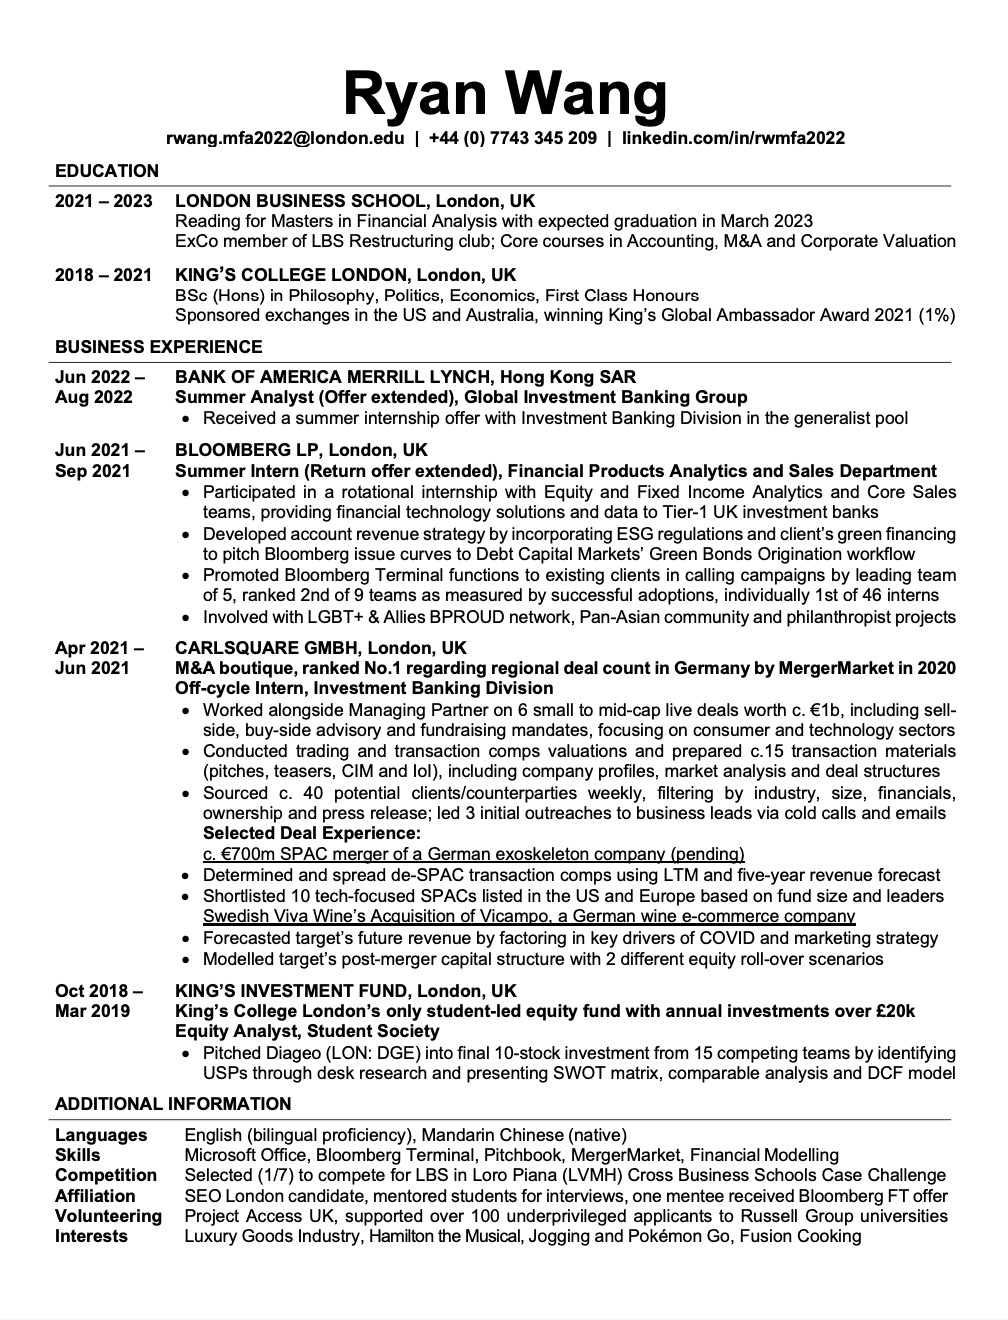 Ryan Wang
rwang.mfa2022@london.edu | +44 (0) 7743 345 209 | linkedin.com/in/rwmfa2022
EDUCATION
2021 – 2023 LONDON BUSINESS SCHOOL, London, UK
Reading for Masters in Financial Analysis with expected graduation in March 2023
ExCo member of LBS Restructuring club; Core courses in Accounting, M&A and Corporate Valuation
2018 – 2021 KING'S COLLEGE LONDON, London, UK
BSc (Hons) in Philosophy, Politics, Economics, First Class Honours
Sponsored exchanges in the US and Australia, winning King's Global Ambassador Award 2021 (1%)
BUSINESS EXPERIENCE
Jun 2022 – BANK OF AMERICA MERRILL LYNCH, Hong Kong SAR
Aug 2022 Summer Analyst (Offer extended), Global Investment Banking Group
• Received a summer internship offer with Investment Banking Division in the generalist pool
Jun 2021 – BLOOMBERG LP, London, UK
Sep 2021 Summer Intern (Return offer extended), Financial Products Analytics and Sales Department
• Participated in a rotational internship with Equity and Fixed Income Analytics and Core Sales
teams, providing financial technology solutions and data to Tier-1 UK investment banks
• Developed account revenue strategy by incorporating ESG regulations and client's green financing
to pitch Bloomberg issue curves to Debt Capital Markets' Green Bonds Origination workflow
• Promoted Bloomberg Terminal functions to existing clients in calling campaigns by leading team
of 5, ranked 2nd of 9 teams as measured by successful adoptions, individually 1st of 46 interns
• Involved with LGBT+ & Allies BPROUD network, Pan-Asian community and philanthropist projects
Apr 2021 – CARLSQUARE GMBH, London, UK
Jun 2021 M&A boutique, ranked No.1 regarding regional deal count in Germany by MergerMarket in 2020
Off-cycle Intern, Investment Banking Division
• Worked alongside Managing Partner on 6 small to mid-cap live deals worth c. €1b, including sell-
side, buy-side advisory and fundraising mandates, focusing on consumer and technology sectors
• Conducted trading and transaction comps valuations and prepared c.15 transaction materials
(pitches, teasers, CIM and IoI), including company profiles, market analysis and deal structures
• Sourced c. 40 potential clients/counterparties weekly, filtering by industry, size, financials,
ownership and press release; led 3 initial outreaches to business leads via cold calls and emails
Selected Deal Experience:
c. €700m SPAC merger of a German exoskeleton company (pending)
• Determined and spread de-SPAC transaction comps using LTM and five-year revenue forecast
• Shortlisted 10 tech-focused SPACs listed in the US and Europe based on fund size and leaders
Swedish Viva Wine's Acquisition of Vicampo, a German wine e-commerce company
• Forecasted target's future revenue by factoring in key drivers of COVID and marketing strategy
• Modelled target's post-merger capital structure with 2 different equity roll-over scenarios
Oct 2018 – KING'S INVESTMENT FUND, London, UK
Mar 2019 King's College London's only student-led equity fund with annual investments over £20k
Equity Analyst, Student Society
• Pitched Diageo (LON: DGE) into final 10-stock investment from 15 competing teams by identifying
USPs through desk research and presenting SWOT matrix, comparable analysis and DCF model
ADDITIONAL INFORMATION
Languages English (bilingual proficiency), Mandarin Chinese (native)
Skills Microsoft Office, Bloomberg Terminal, Pitchbook, MergerMarket, Financial Modelling
Competition Selected (1/7) to compete for LBS in Loro Piana (LVMH) Cross Business Schools Case Challenge
Affiliation SEO London candidate, mentored students for interviews, one mentee received Bloomberg FT offer
Volunteering Project Access UK, supported over 100 underprivileged applicants to Russell Group universities
Interests Luxury Goods Industry, Hamilton the Musical, Jogging and Pokémon Go, Fusion Cooking